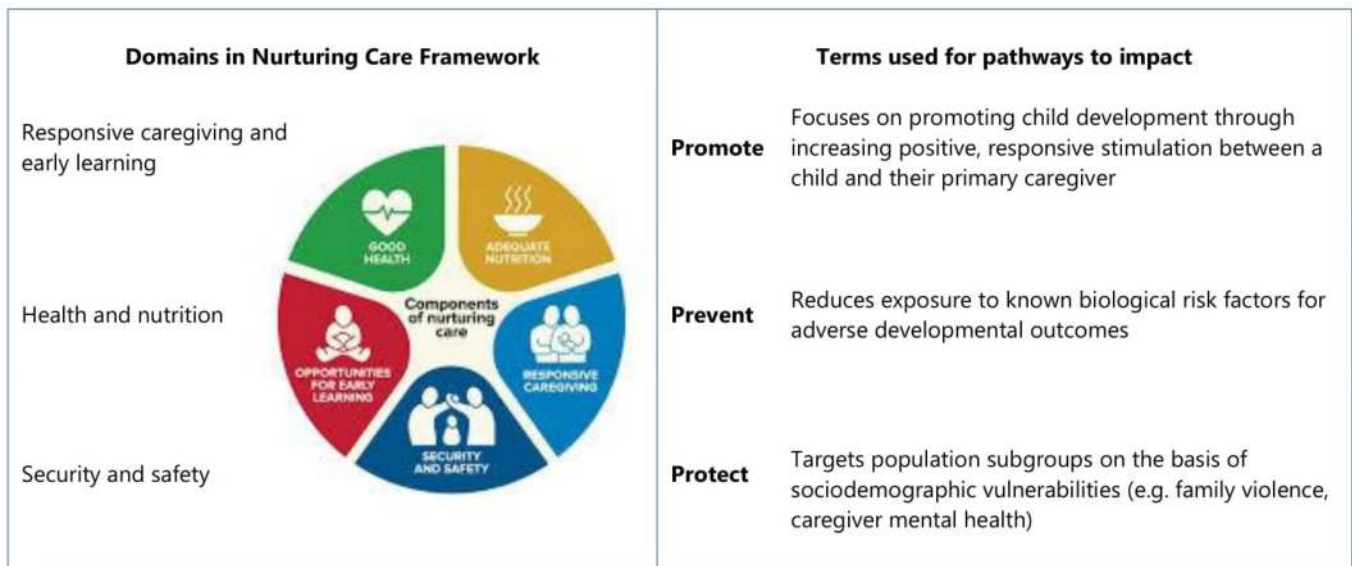 Domains in Nurturing Care Framework
Responsive caregiving and
early learning
Health and nutrition
Security and safety
GOOD
HEALTH
ADEQUATE
NUTRITION
Components
of nurturing
care
OPPORTUNITIES
FOR EARLY
LEARNING
RESPONSIVE
CAREGIVING
SECURITY
AND SAFETY
Terms used for pathways to impact
Promote
Focuses on promoting child development through
increasing positive, responsive stimulation between a
child and their primary caregiver
Prevent
Reduces exposure to known biological risk factors for
adverse developmental outcomes
Protect
Targets population subgroups on the basis of
sociodemographic vulnerabilities (e.g. family violence,
caregiver mental health)